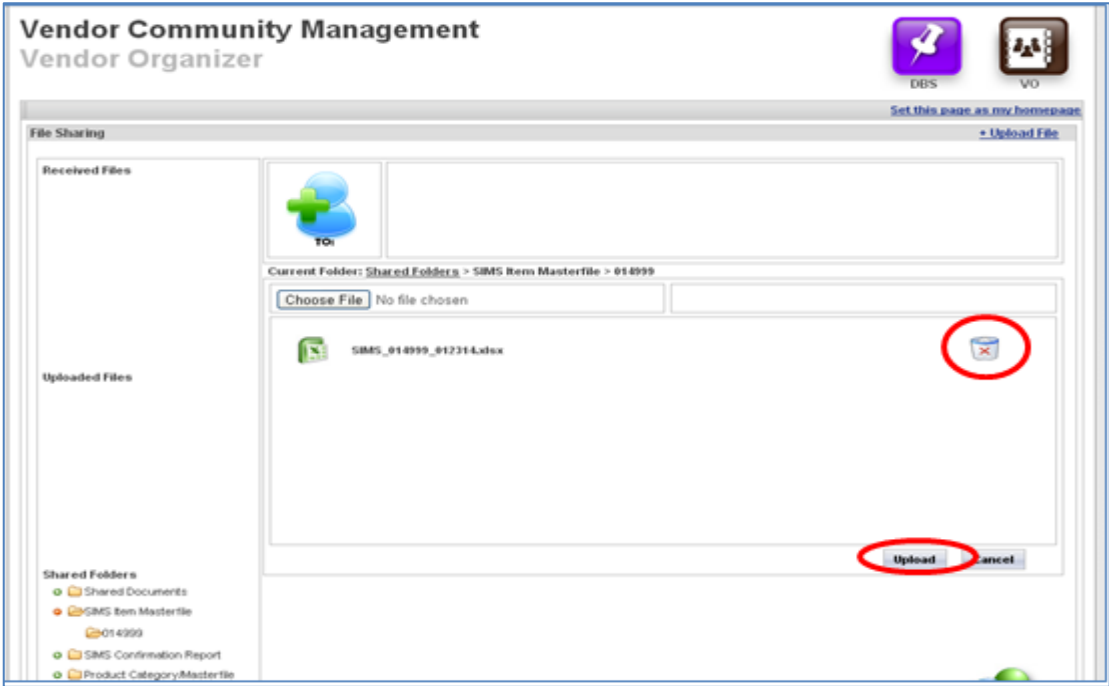 Vendor Community Management
Vendor Organizer
DBS
VO
Set this page as my homepage
File Sharing
+ Upload File
Received Files
TO:
Current Folder: Shared Folders > SIMS Item Masterfile > 014999
Choose File No file chosen
SIMS_014999_012314.xlsx
Uploaded Files
Upload
Cancel
Shared Folders
Shared Documents
SIMS Item Masterfile
014999
SIMS Confirmation Report
Product Category/Masterfile